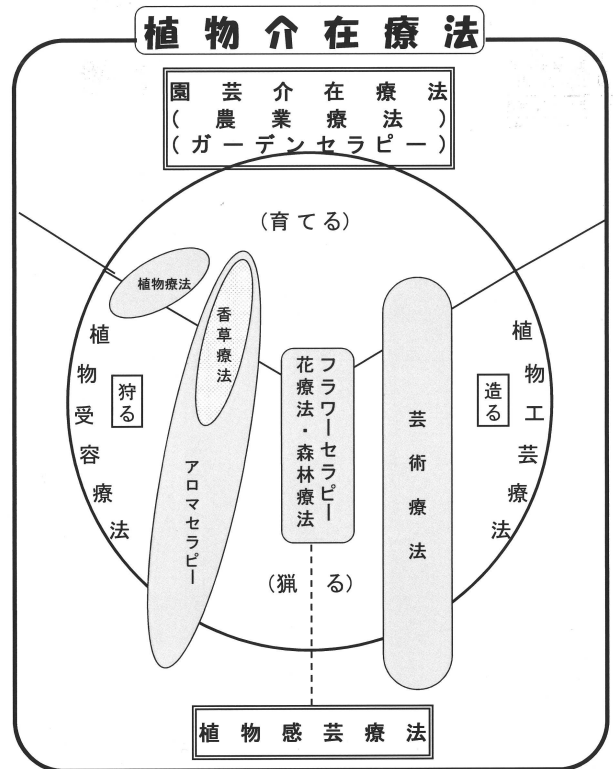 植物介在療法
園芸介在療法
(農業療法)
(ガーデンセラピー)
(育てる)
植物療法
香草療法
アロマセラピー
植物受容療法
狩る
フラワーセラピー
花療法・森林療法
芸術療法
造る
植物工芸療法
(猟る)
植物感芸療法